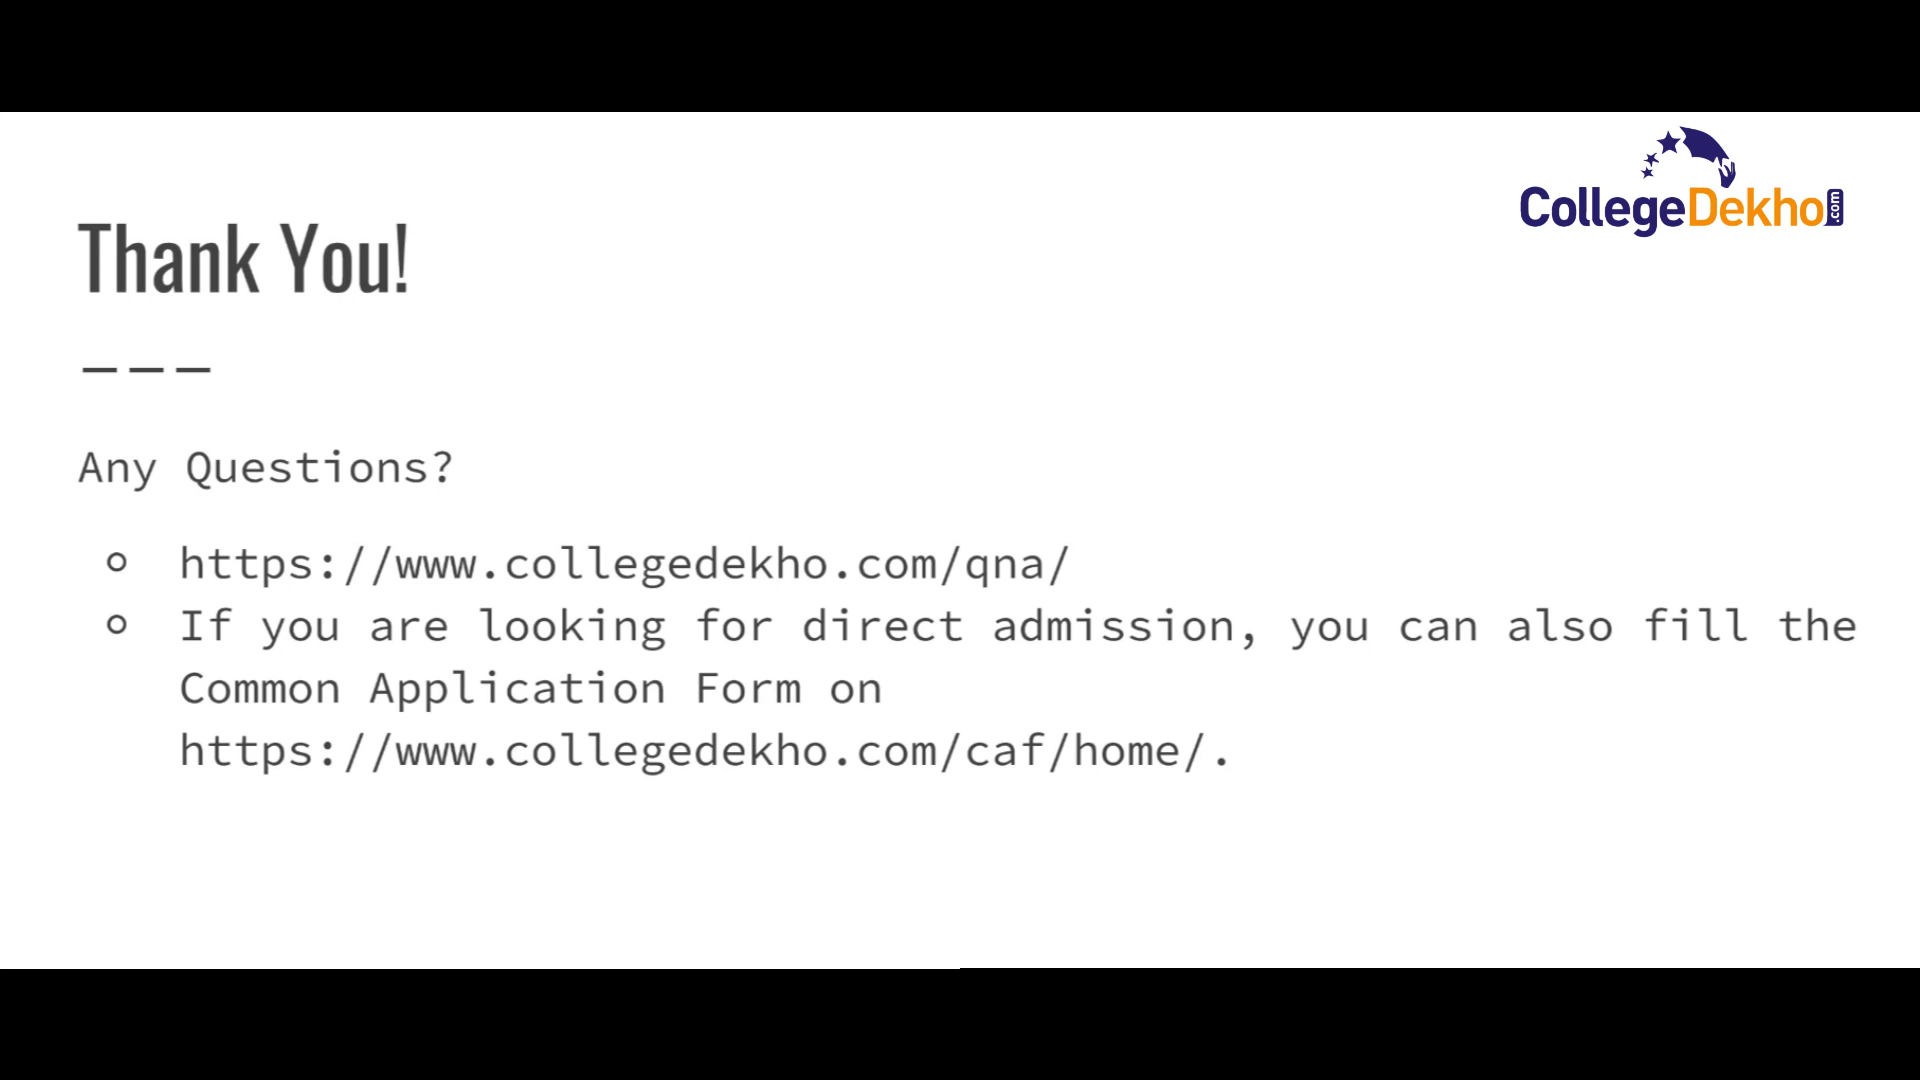 CollegeDekho.com
Thank You!
———
Any Questions?
○ https://www.collegedekho.com/qna/
○ If you are looking for direct admission, you can also fill the
Common Application Form on
https://www.collegedekho.com/caf/home/.